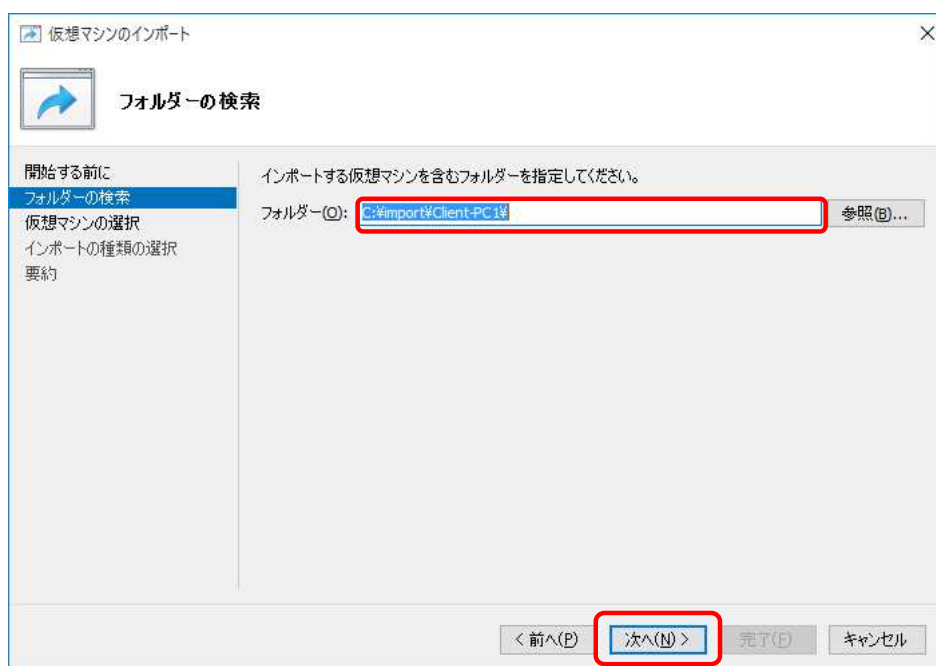 仮想マシンのインポート
フォルダーの検索
開始する前に
フォルダーの検索
仮想マシンの選択
インポートの種類の選択
要約
インポートする仮想マシンを含むフォルダーを指定してください。
フォルダー(O): C:¥import¥Client-PC1¥ 参照(B)...
< 前へ(P) 次へ(N) > 完了(F) キャンセル